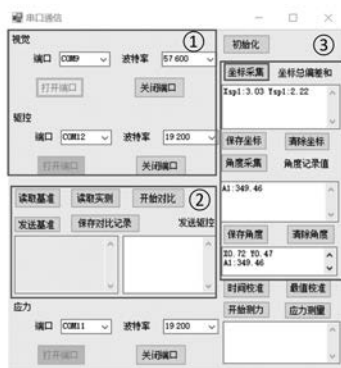 串口通信
视觉
①
端口 COM9 波特率 57 600
打开端口 关闭端口
矩控
端口 COM12 波特率 19 200
打开端口 关闭端口
读取基准 读取实测 开始对比 ②
发送基准 保存对比记录 发送矩控
应力
端口 COM11 波特率 19 200
打开端口 关闭端口
初始化 ③
坐标采集 坐标总偏差和
Xsp1:3.03 Ysp1:2.22
保存坐标 清除坐标
角度采集 角度记录值
A1:349.46
保存角度 清除角度
X0.72 Y0.47
A1:349.46
时间校准 最值校准
开始测力 应力测量